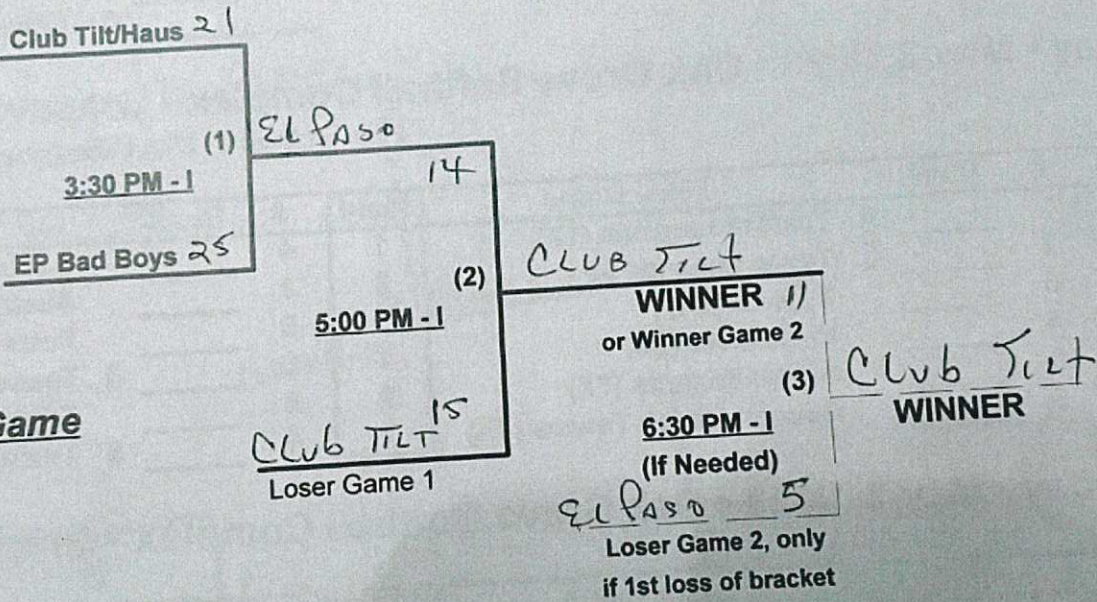 Club Tilt/Haus 21
(1) El Paso
14
3:30 PM - I
EP Bad Boys 25
(2) Club Tilt
WINNER 11
5:00 PM - I
or Winner Game 2
(3) Club Tilt
WINNER
Game
Club TILT 15
Loser Game 1
6:30 PM - I
(If Needed)
El Paso 5
Loser Game 2, only
if 1st loss of bracket